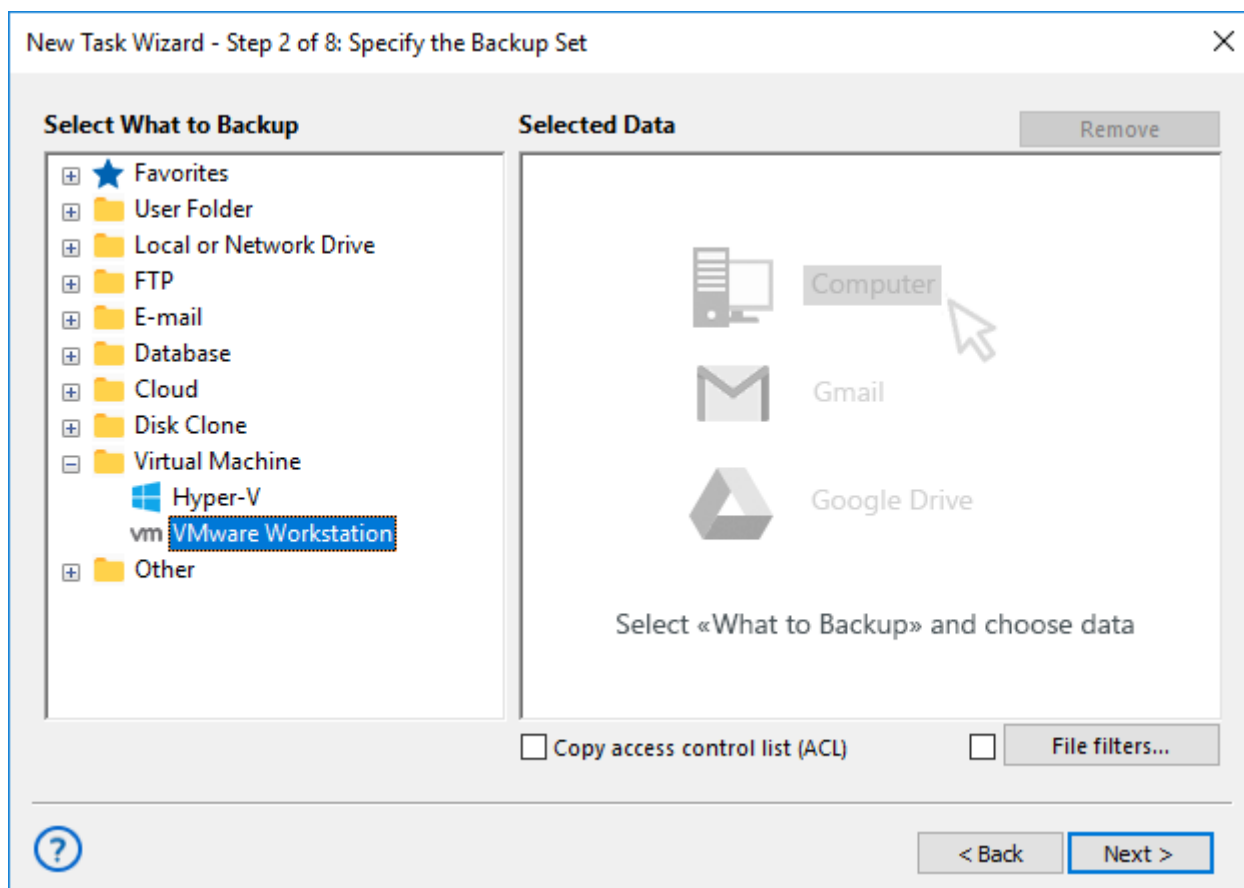 New Task Wizard - Step 2 of 8: Specify the Backup Set
Select What to Backup
Favorites
User Folder
Local or Network Drive
FTP
E-mail
Database
Cloud
Disk Clone
Virtual Machine
Hyper-V
vm VMware Workstation
Other
Selected Data
Remove
Computer
Gmail
Google Drive
Select «What to Backup» and choose data
Copy access control list (ACL)
File filters...
?
< Back
Next >